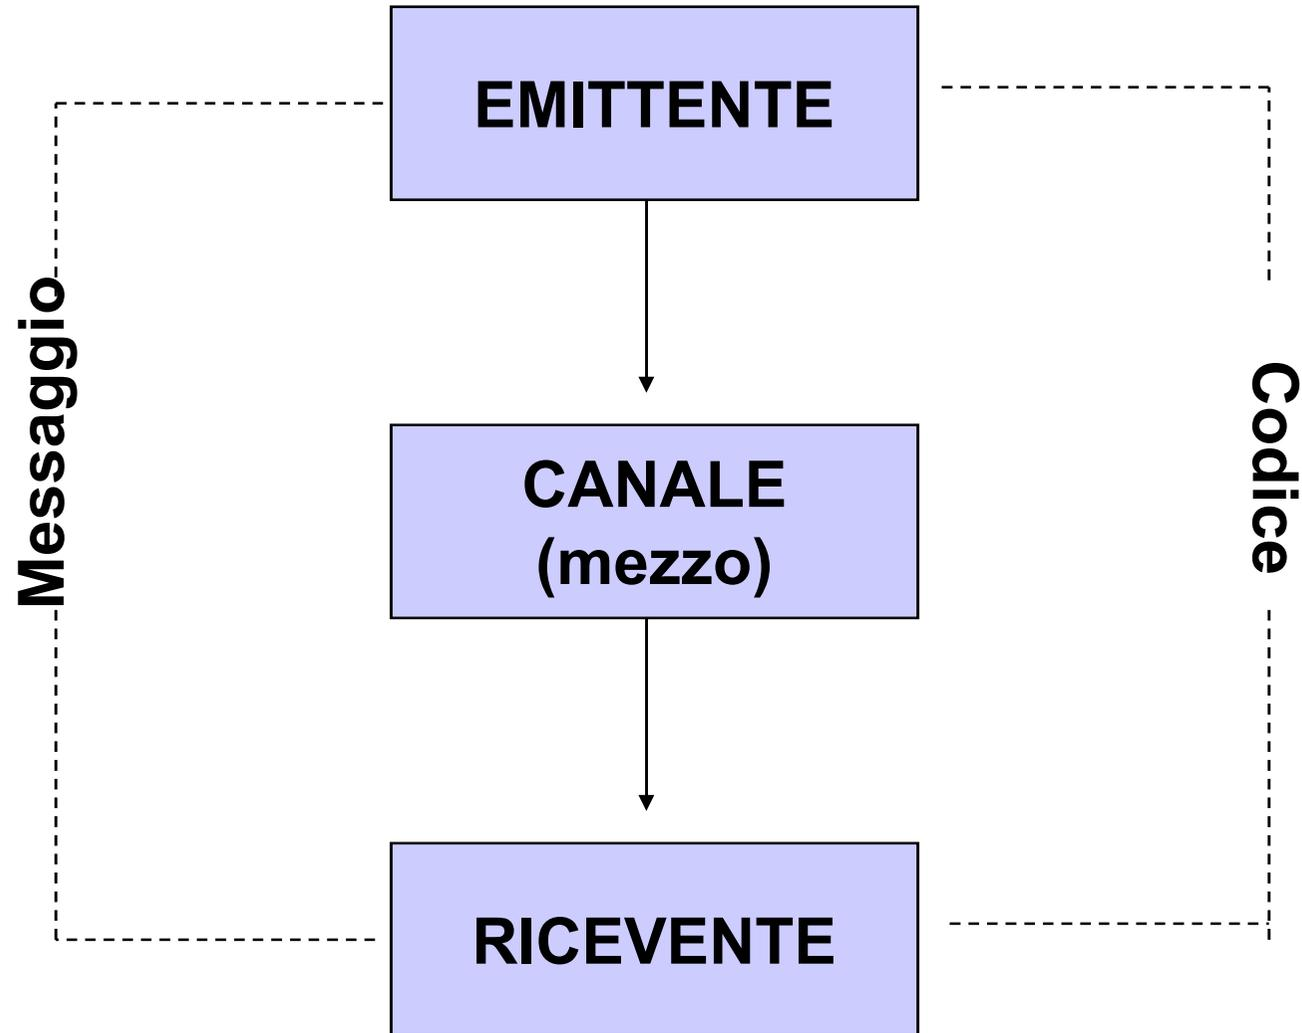 EMITTENTE
Messaggio
Codice
CANALE
(mezzo)
RICEVENTE